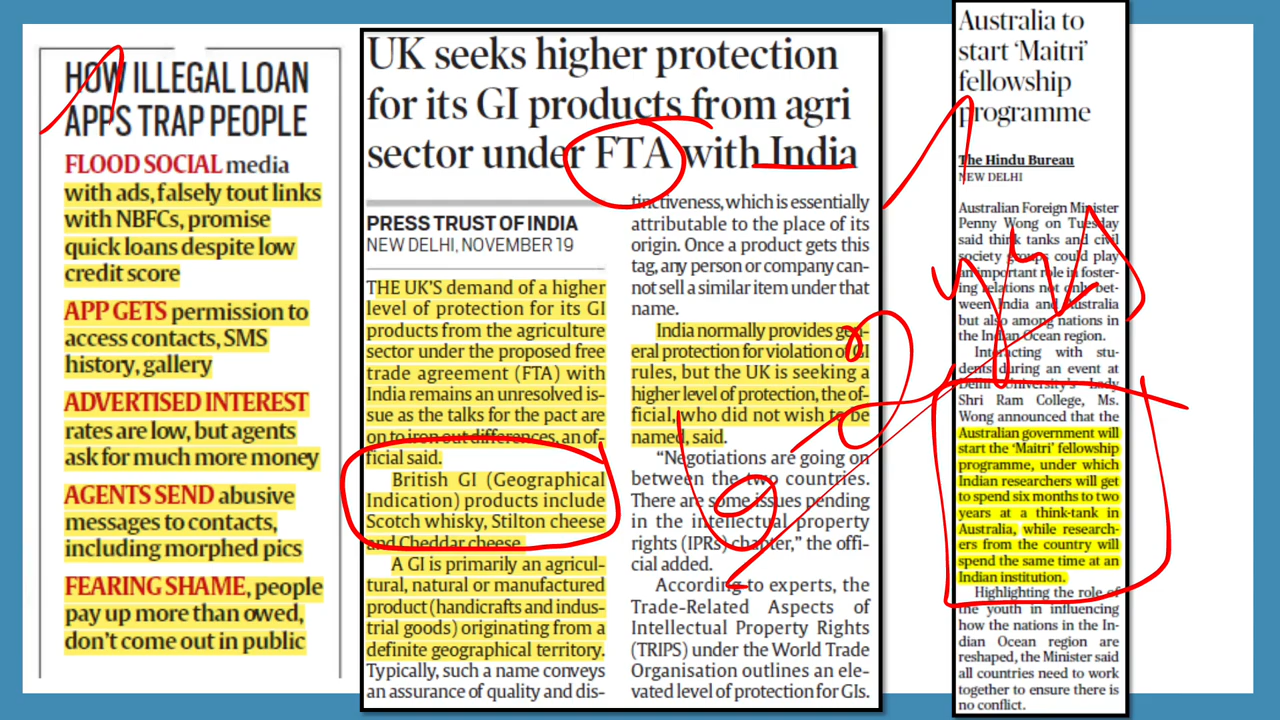 HOW ILLEGAL LOAN
APPS TRAP PEOPLE
FLOOD SOCIAL media
with ads, falsely tout links
with NBFCs, promise
quick loans despite low
credit score
APP GETS permission to
access contacts, SMS
history, gallery
ADVERTISED INTEREST
rates are low, but agents
ask for much more money
AGENTS SEND abusive
messages to contacts,
including morphed pics
FEARING SHAME, people
pay up more than owed,
don't come out in public
UK seeks higher protection
for its GI products from agri
sector under FTA with India
PRESS TRUST OF INDIA
NEW DELHI, NOVEMBER 19
THE UK'S demand of a higher
level of protection for its GI
products from the agriculture
sector under the proposed free
trade agreement (FTA) with
India remains an unresolved is-
sue as the talks for the pact are
on to iron out differences, an of-
ficial said.
British GI (Geographical
Indication) products include
Scotch whisky, Stilton cheese
and Cheddar cheese.
A GI is primarily an agricul-
tural, natural or manufactured
product (handicrafts and indus-
trial goods) originating from a
definite geographical territory.
Typically, such a name conveys
an assurance of quality and dis-
tinctiveness, which is essentially
attributable to the place of its
origin. Once a product gets this
tag, any person or company can-
not sell a similar item under that
name.
India normally provides gen-
eral protection for violation of GI
rules, but the UK is seeking a
higher level of protection, the of-
ficial, who did not wish to be
named, said.
"Negotiations are going on
between the two countries.
There are some issues pending
in the intellectual property
rights (IPRs) chapter," the offi-
cial added.
According to experts, the
Trade-Related Aspects of
Intellectual Property Rights
(TRIPS) under the World Trade
Organisation outlines an ele-
vated level of protection for GIs.
Australia to
start 'Maitri'
fellowship
programme
The Hindu Bureau
NEW DELHI
Australian Foreign Minister
Penny Wong on Tuesday
said think tanks and civil
society groups could play
an important role in foster-
ing relations not only bet-
ween India and Australia
but also among nations in
the Indian Ocean region.
Interacting with stu-
dents during an event at
Delhi University's Lady
Shri Ram College, Ms.
Wong announced that the
Australian government will
start the 'Maitri' fellowship
programme, under which
Indian researchers will get
to spend six months to two
years at a think-tank in
Australia, while research-
ers from the country will
spend the same time at an
Indian institution.
Highlighting the role of
the youth in influencing
how the nations in the In-
dian Ocean region are
reshaped, the Minister said
all countries need to work
together to ensure there is
no conflict.